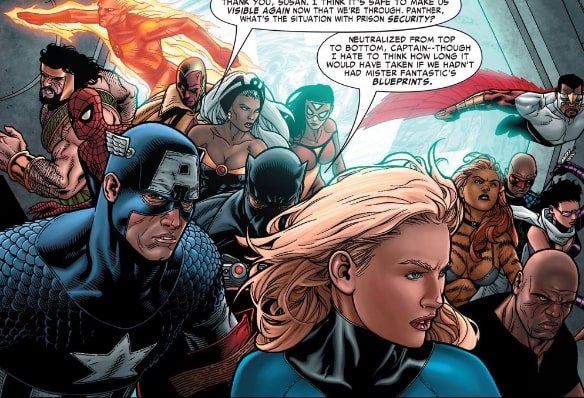 THANK YOU, SUSAN. I THINK IT'S SAFE TO MAKE US
VISIBLE AGAIN NOW THAT WE'RE THROUGH. PANTHER,
WHAT'S THE SITUATION WITH PRISON SECURITY?
NEUTRALIZED FROM TOP
TO BOTTOM, CAPTAIN--THOUGH
I HATE TO THINK HOW LONG IT
WOULD HAVE TAKEN IF WE HADN'T
HAD MISTER FANTASTIC'S
BLUEPRINTS.
A